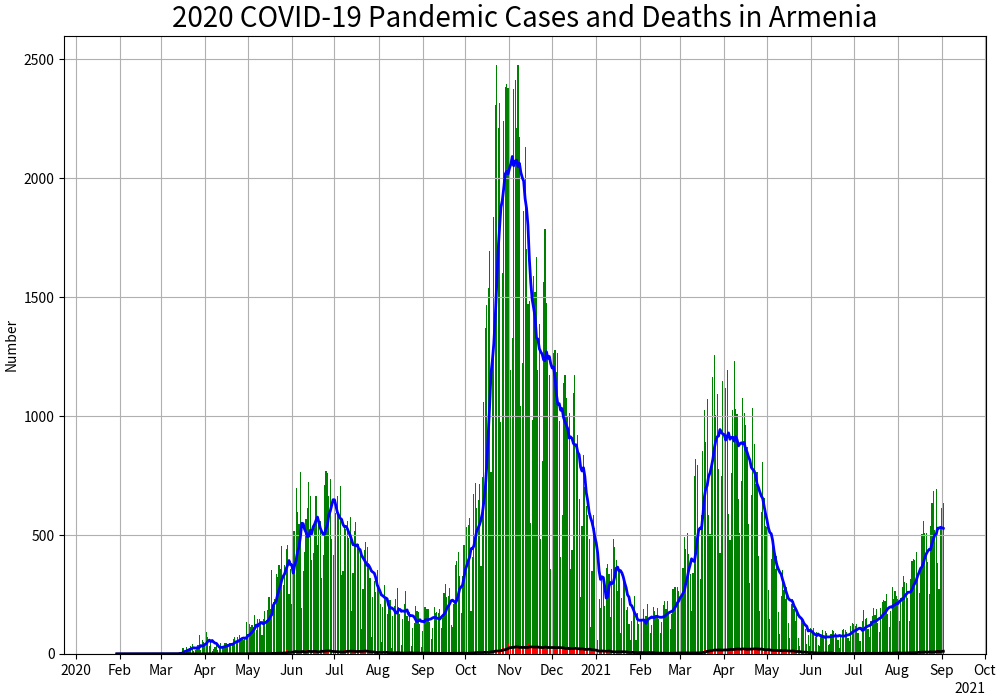 2020 COVID-19 Pandemic Cases and Deaths in Armenia
2500
2000
1500
1000
500
0
Number
2020 Feb Mar Apr May Jun Jul Aug Sep Oct Nov Dec 2021 Feb Mar Apr May Jun Jul Aug Sep Oct
2021